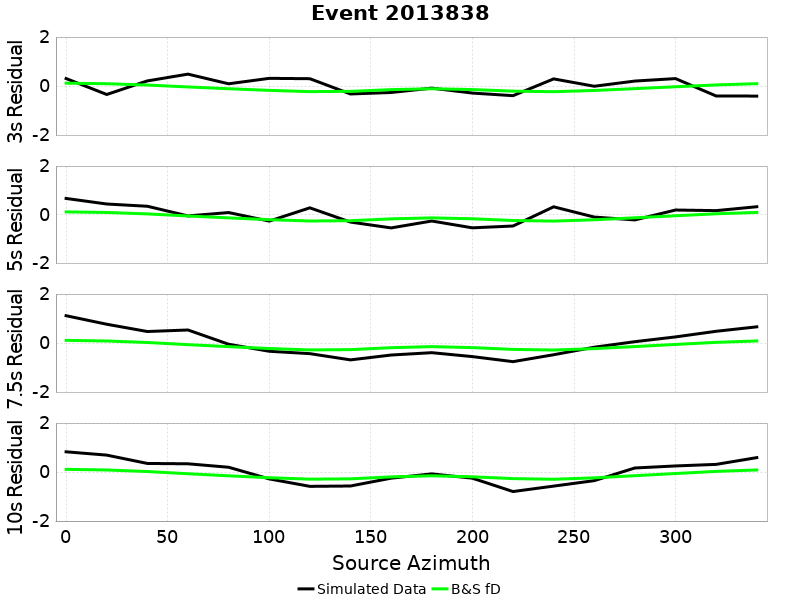 Event 2013838
3s Residual
2
0
-2
5s Residual
2
0
-2
7.5s Residual
2
0
-2
10s Residual
2
0
-2
0 50 100 150 200 250 300
Source Azimuth
Simulated Data B&S fD